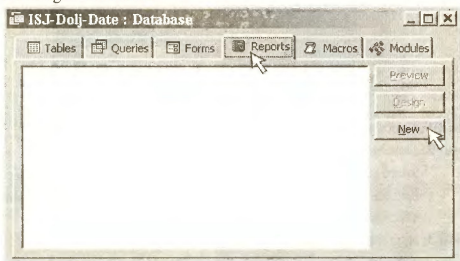 ISJ-Dolj-Date : Database
Tables Queries Forms Reports Macros Modules
Preview
Design
New